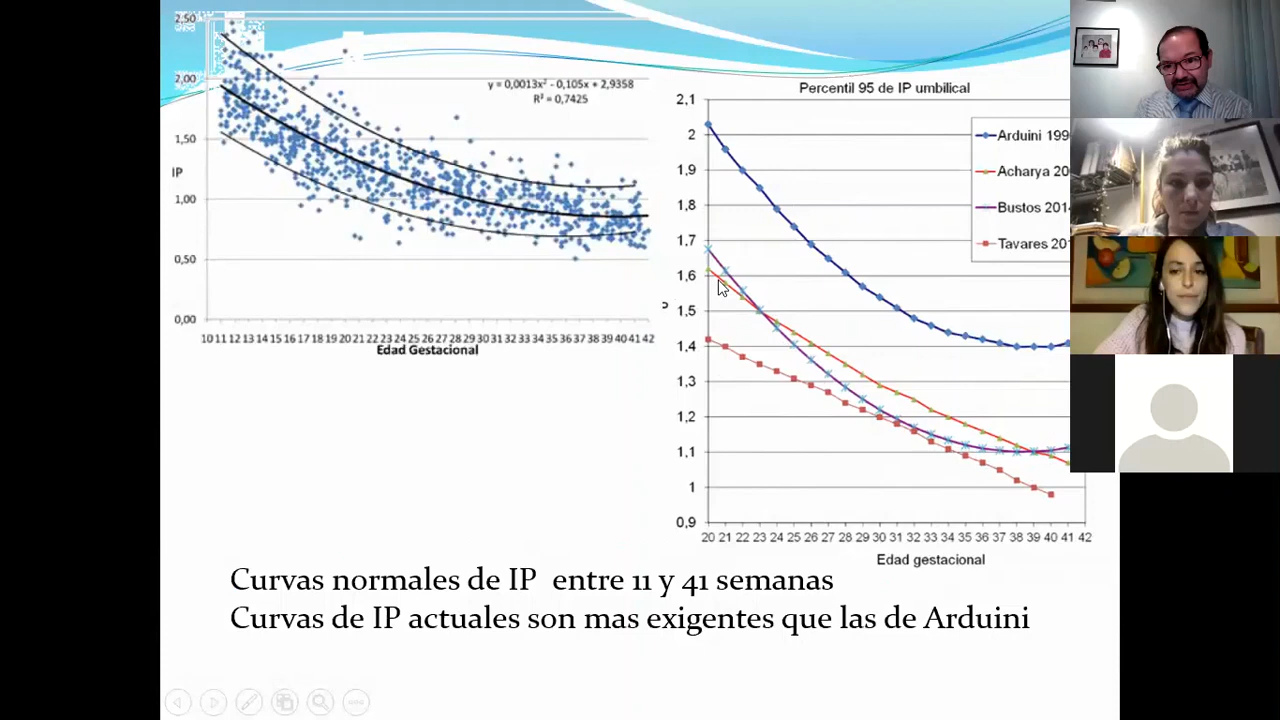 2,50
2,00
1,50
1,00
0,50
0,00
IP
y = 0,0013x² - 0,105x + 2,9358
R² = 0,7425
10 11 12 13 14 15 16 17 18 19 20 21 22 23 24 25 26 27 28 29 30 31 32 33 34 35 36 37 38 39 40 41 42
Edad Gestacional
Percentil 95 de IP umbilical
2,1
2
1,9
1,8
1,7
1,6
1,5
1,4
1,3
1,2
1,1
1
0,9
Arduini 199
Acharya 20
Bustos 201
Tavares 20
20 21 22 23 24 25 26 27 28 29 30 31 32 33 34 35 36 37 38 39 40 41 42
Edad gestacional
Curvas normales de IP entre 11 y 41 semanas
Curvas de IP actuales son mas exigentes que las de Arduini